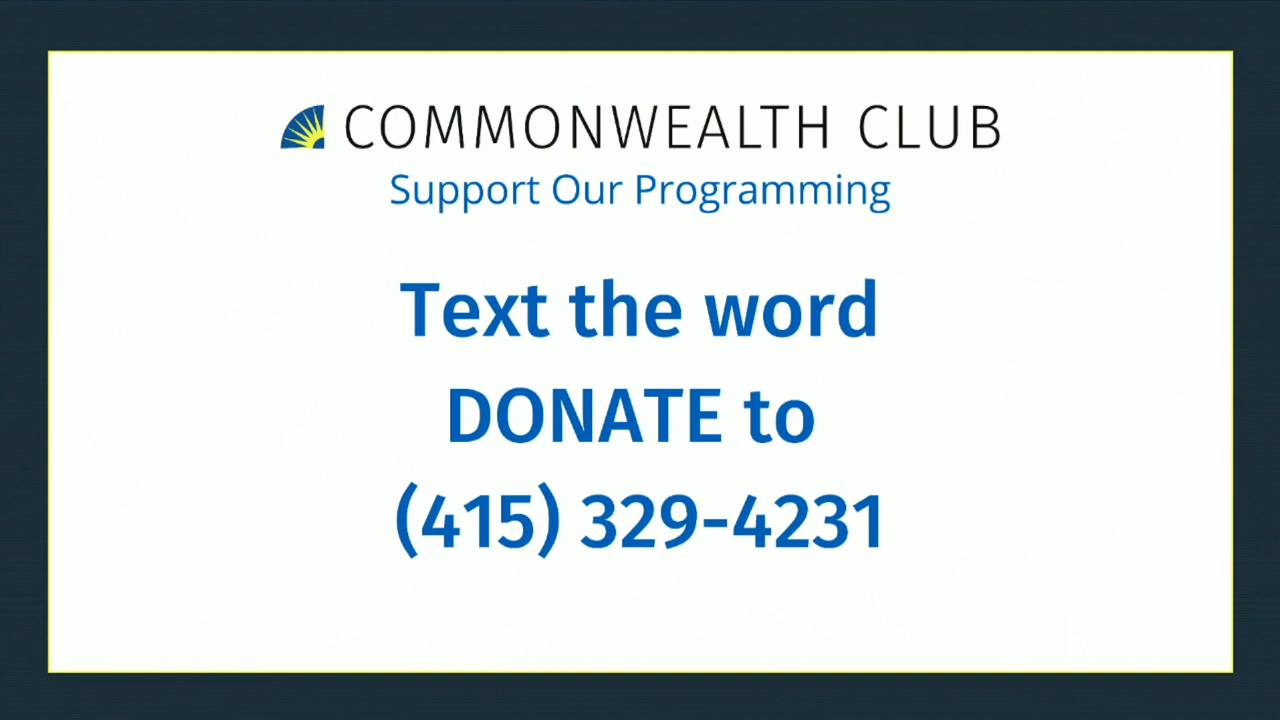 COMMONWEALTH CLUB
Support Our Programming
Text the word
DONATE to
(415) 329-4231